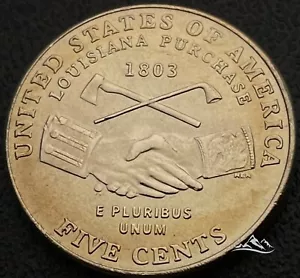 UNITED STATES OF AMERICA
LOUISIANA PURCHASE
1803
E PLURIBUS
UNUM
FIVE CENTS